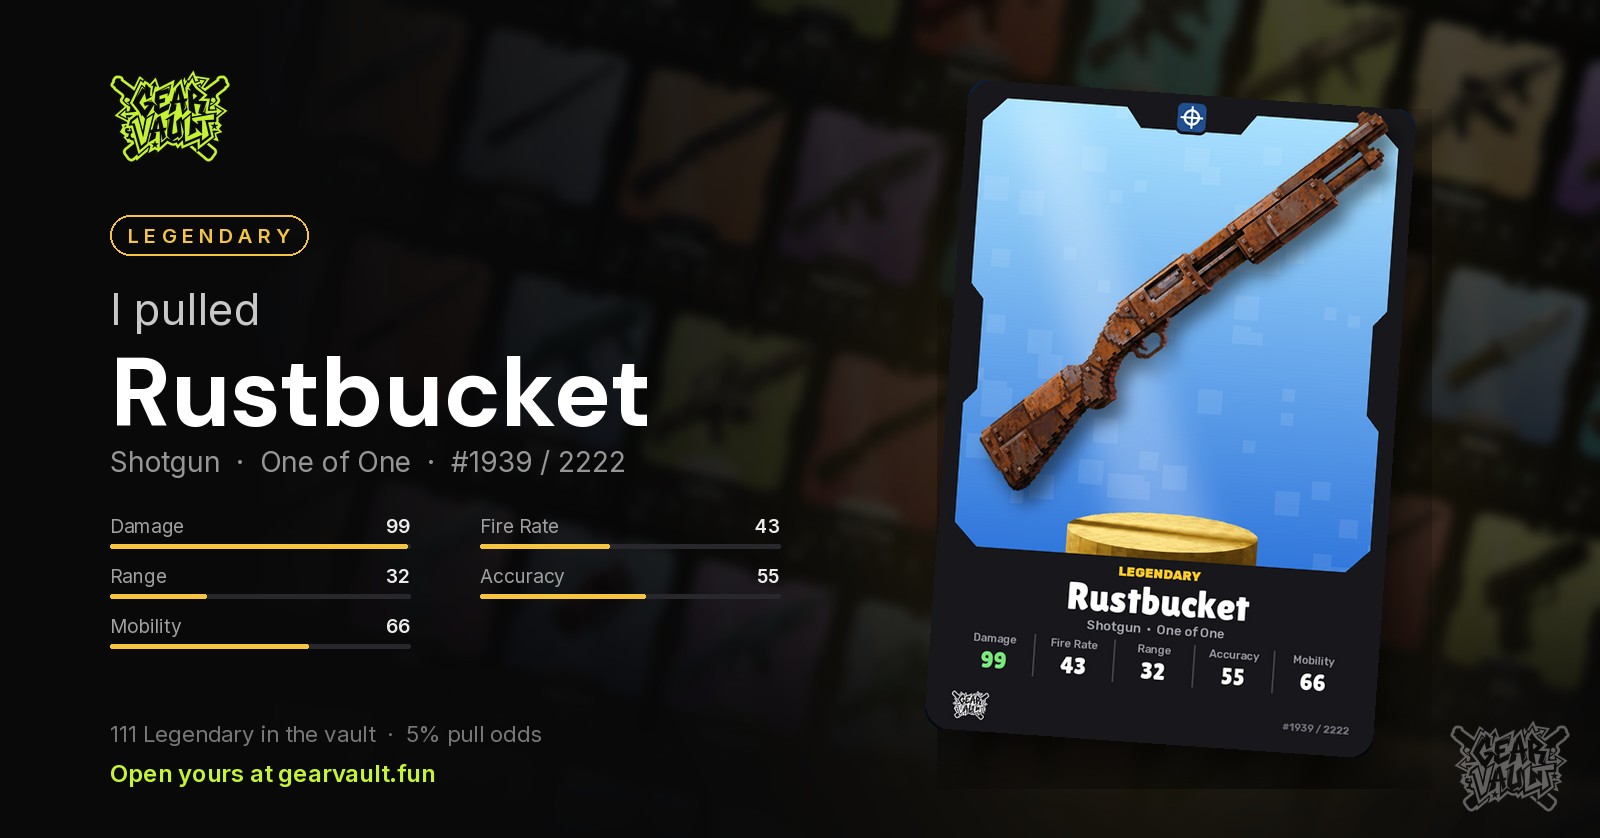 GEAR
VAULT
LEGENDARY
I pulled
Rustbucket
Shotgun · One of One · #1939 / 2222
Damage 99
Fire Rate 43
Range 32
Accuracy 55
Mobility 66
111 Legendary in the vault · 5% pull odds
Open yours at gearvault.fun
LEGENDARY
Rustbucket
Shotgun · One of One
Damage Fire Rate Range Accuracy Mobility
99 43 32 55 66
GEAR
VAULT
#1939 / 2222
GEAR
VAULT